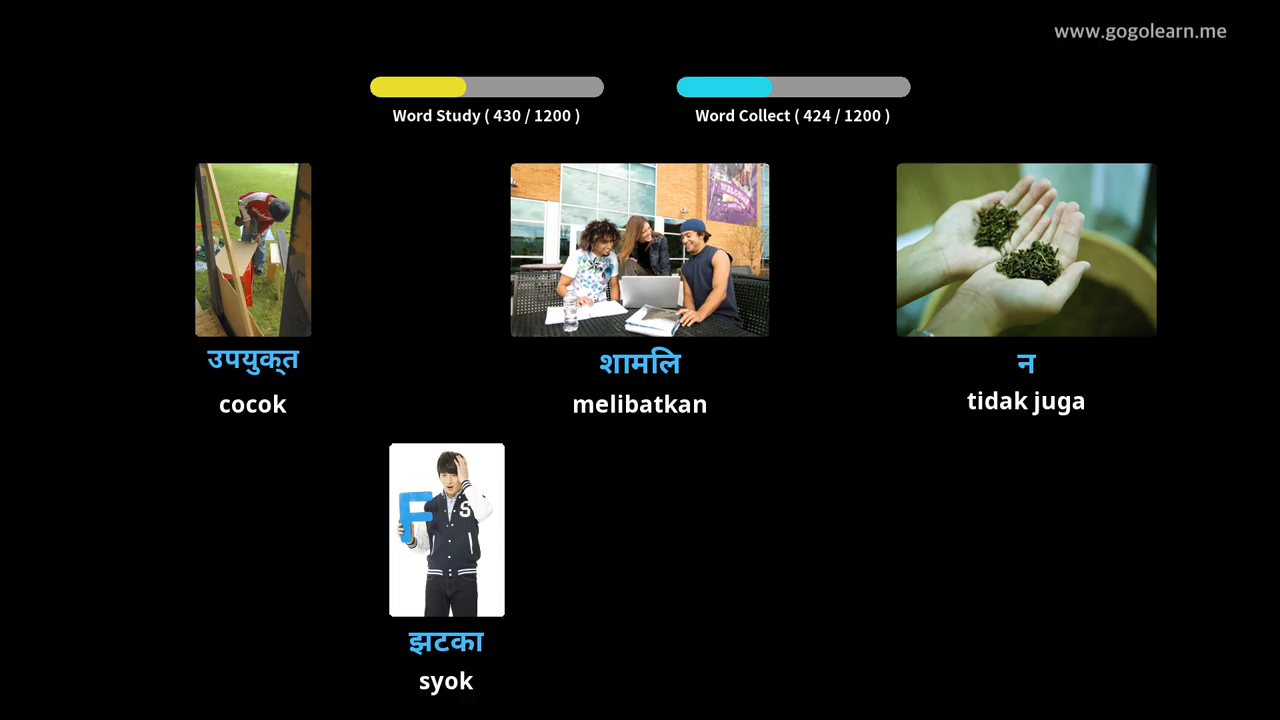 www.gogolearn.me
Word Study ( 430 / 1200 )
Word Collect ( 424 / 1200 )
WELCOME
उपयुक्त
cocok
शामलि
melibatkan
न
tidak juga
F
S
झटका
syok